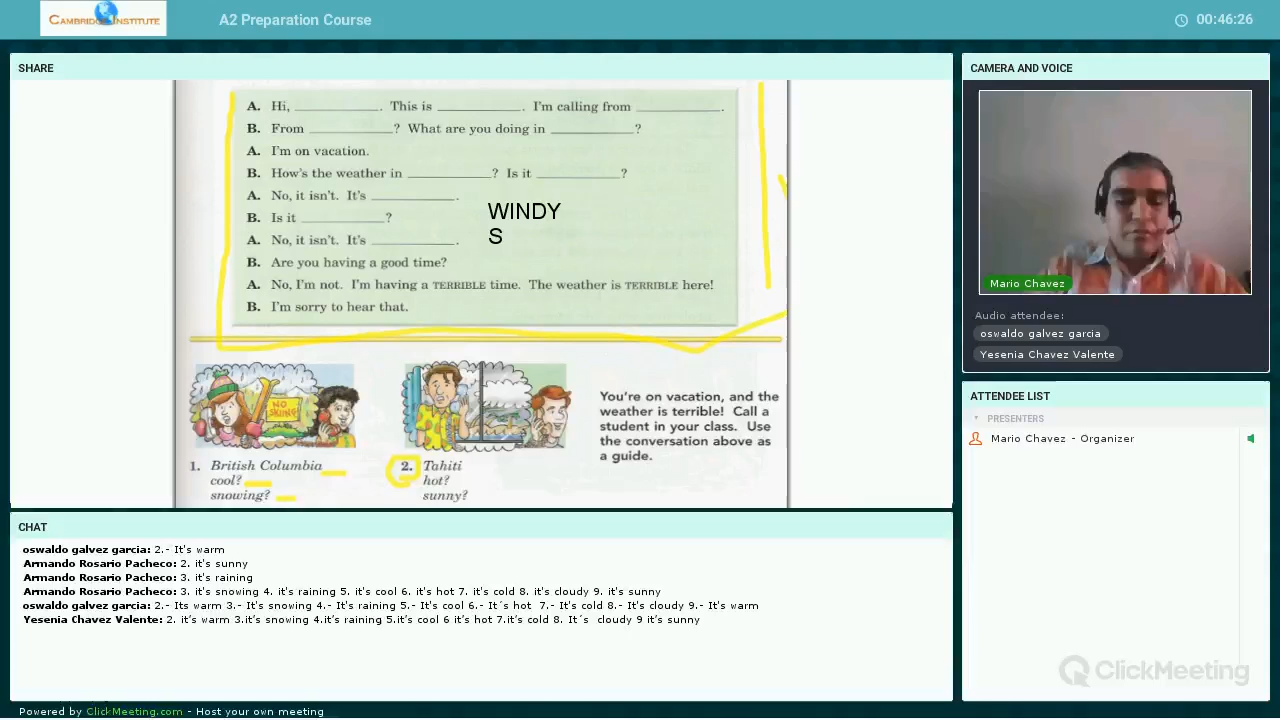 CAMBRIDGE INSTITUTE
A2 Preparation Course
00:46:26
SHARE
A. Hi, ____________. This is ____________. I'm calling from ____________.
B. From ____________? What are you doing in ____________?
A. I'm on vacation.
B. How's the weather in ____________? Is it ____________?
A. No, it isn't. It's ____________.
B. Is it ____________?
A. No, it isn't. It's ____________.
B. Are you having a good time?
A. No, I'm not. I'm having a TERRIBLE time. The weather is TERRIBLE here!
B. I'm sorry to hear that.
WINDY
S
NO
SKIING
You're on vacation, and the
weather is terrible! Call a
student in your class. Use
the conversation above as
a guide.
1. British Columbia
cool?
snowing?
2. Tahiti
hot?
sunny?
CAMERA AND VOICE
Mario Chavez
Audio attendee:
oswaldo galvez garcia
Yesenia Chavez Valente
ATTENDEE LIST
PRESENTERS
Mario Chavez - Organizer
CHAT
oswaldo galvez garcia: 2.- It's warm
Armando Rosario Pacheco: 2. it's sunny
Armando Rosario Pacheco: 3. it's raining
Armando Rosario Pacheco: 3. it's snowing 4. it's raining 5. it's cool 6. it's hot 7. it's cold 8. it's cloudy 9. it's sunny
oswaldo galvez garcia: 2.- Its warm 3.- It's snowing 4.- It's raining 5.- It's cool 6.- It´s hot 7.- It's cold 8.- It's cloudy 9.- It's warm
Yesenia Chavez Valente: 2. it's warm 3.it's snowing 4.it's raining 5.it's cool 6 it's hot 7.it's cold 8. It´s cloudy 9 it's sunny
ClickMeeting
Powered by ClickMeeting.com - Host your own meeting